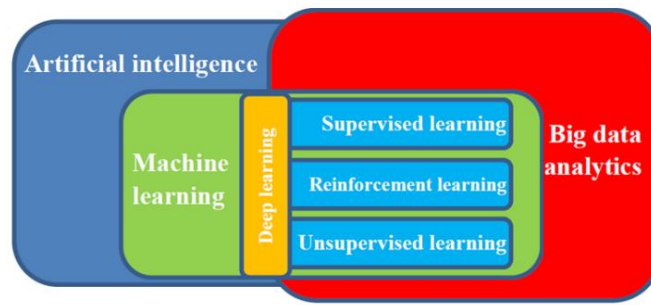 Artificial intelligence
Machine
learning
Deep learning
Supervised learning
Reinforcement learning
Unsupervised learning
Big data
analytics